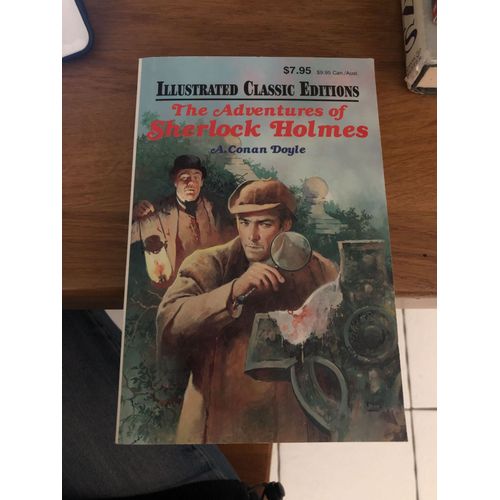 $7.95 $9.95 Can./Aust.
ILLUSTRATED CLASSIC EDITIONS
The Adventures of
Sherlock Holmes
A. Conan Doyle